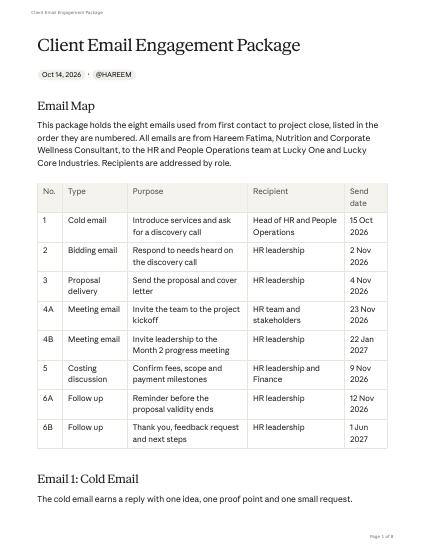 Client Email Engagement Package
Client Email Engagement Package
Oct 14, 2026 · @HAREEM
Email Map
This package holds the eight emails used from first contact to project close, listed in the
order they are numbered. All emails are from Hareem Fatima, Nutrition and Corporate
Wellness Consultant, to the HR and People Operations team at Lucky One and Lucky
Core Industries. Recipients are addressed by role.
No. Type Purpose Recipient Send
date
1 Cold email Introduce services and ask Head of HR and People 15 Oct
for a discovery call Operations 2026
2 Bidding email Respond to needs heard on HR leadership 2 Nov
the discovery call 2026
3 Proposal Send the proposal and cover HR leadership 4 Nov
delivery letter 2026
4A Meeting email Invite the team to the project HR team and 23 Nov
kickoff stakeholders 2026
4B Meeting email Invite leadership to the HR leadership 22 Jan
Month 2 progress meeting 2027
5 Costing Confirm fees, scope and HR leadership and 9 Nov
discussion payment milestones Finance 2026
6A Follow up Reminder before the HR leadership 12 Nov
proposal validity ends 2026
6B Follow up Thank you, feedback request HR leadership 1 Jun
and next steps 2027
Email 1: Cold Email
The cold email earns a reply with one idea, one proof point and one small request.
Page 1 of 8